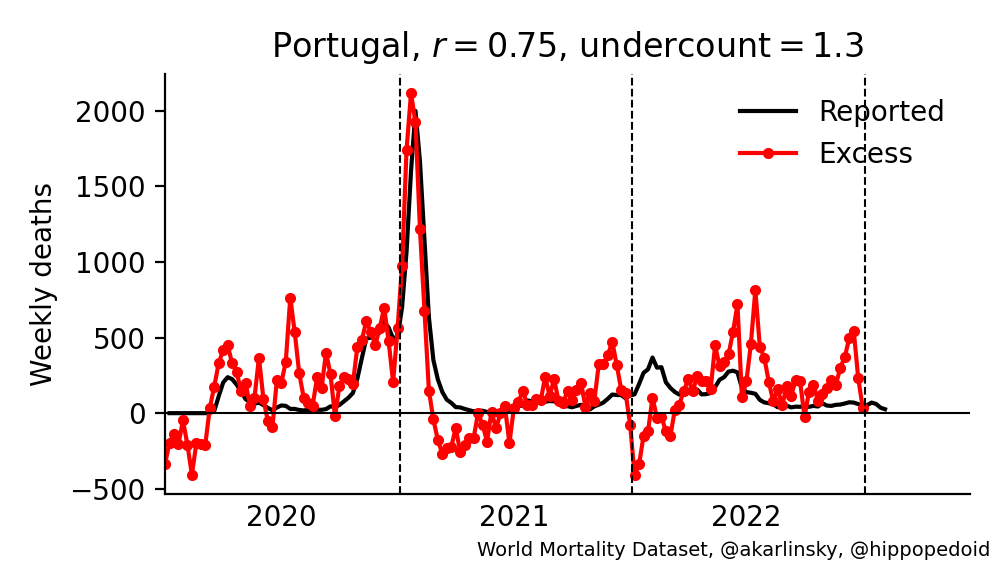 Portugal, r = 0.75, undercount = 1.3
Weekly deaths
2000
1500
1000
500
0
−500
Reported
Excess
2020 2021 2022
World Mortality Dataset, @akarlinsky, @hippopedoid